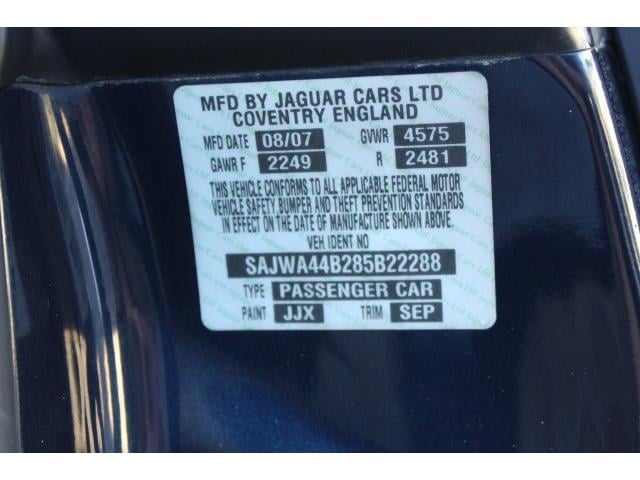 MFD BY JAGUAR CARS LTD
COVENTRY ENGLAND
MFD DATE 08/07 GVWR 4575
GAWR F 2249 R 2481
THIS VEHICLE CONFORMS TO ALL APPLICABLE FEDERAL MOTOR
VEHICLE SAFETY BUMPER AND THEFT PREVENTION STANDARDS
IN EFFECT ON THE DATE OF MANUFACTURE SHOWN ABOVE.
VEH IDENT NO
SAJWA44B285B22288
TYPE PASSENGER CAR
PAINT JJX TRIM SEP